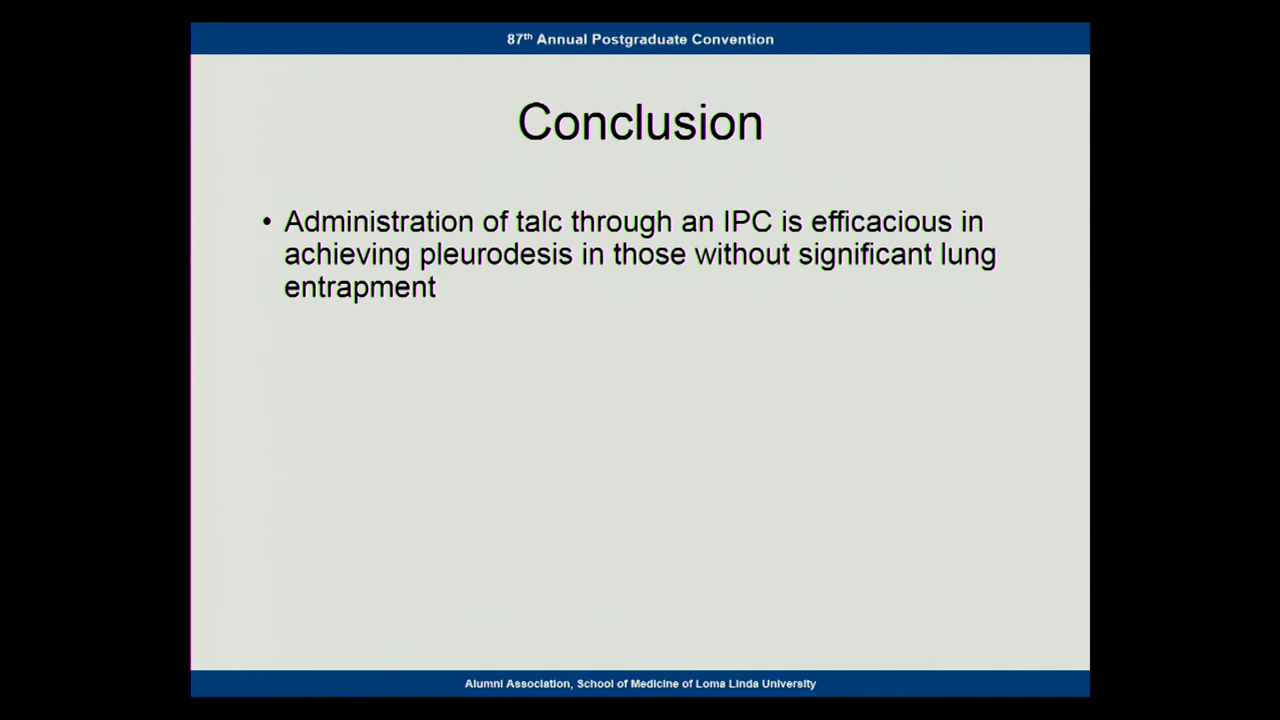 87th Annual Postgraduate Convention
Conclusion
• Administration of talc through an IPC is efficacious in
achieving pleurodesis in those without significant lung
entrapment
Alumni Association, School of Medicine of Loma Linda University